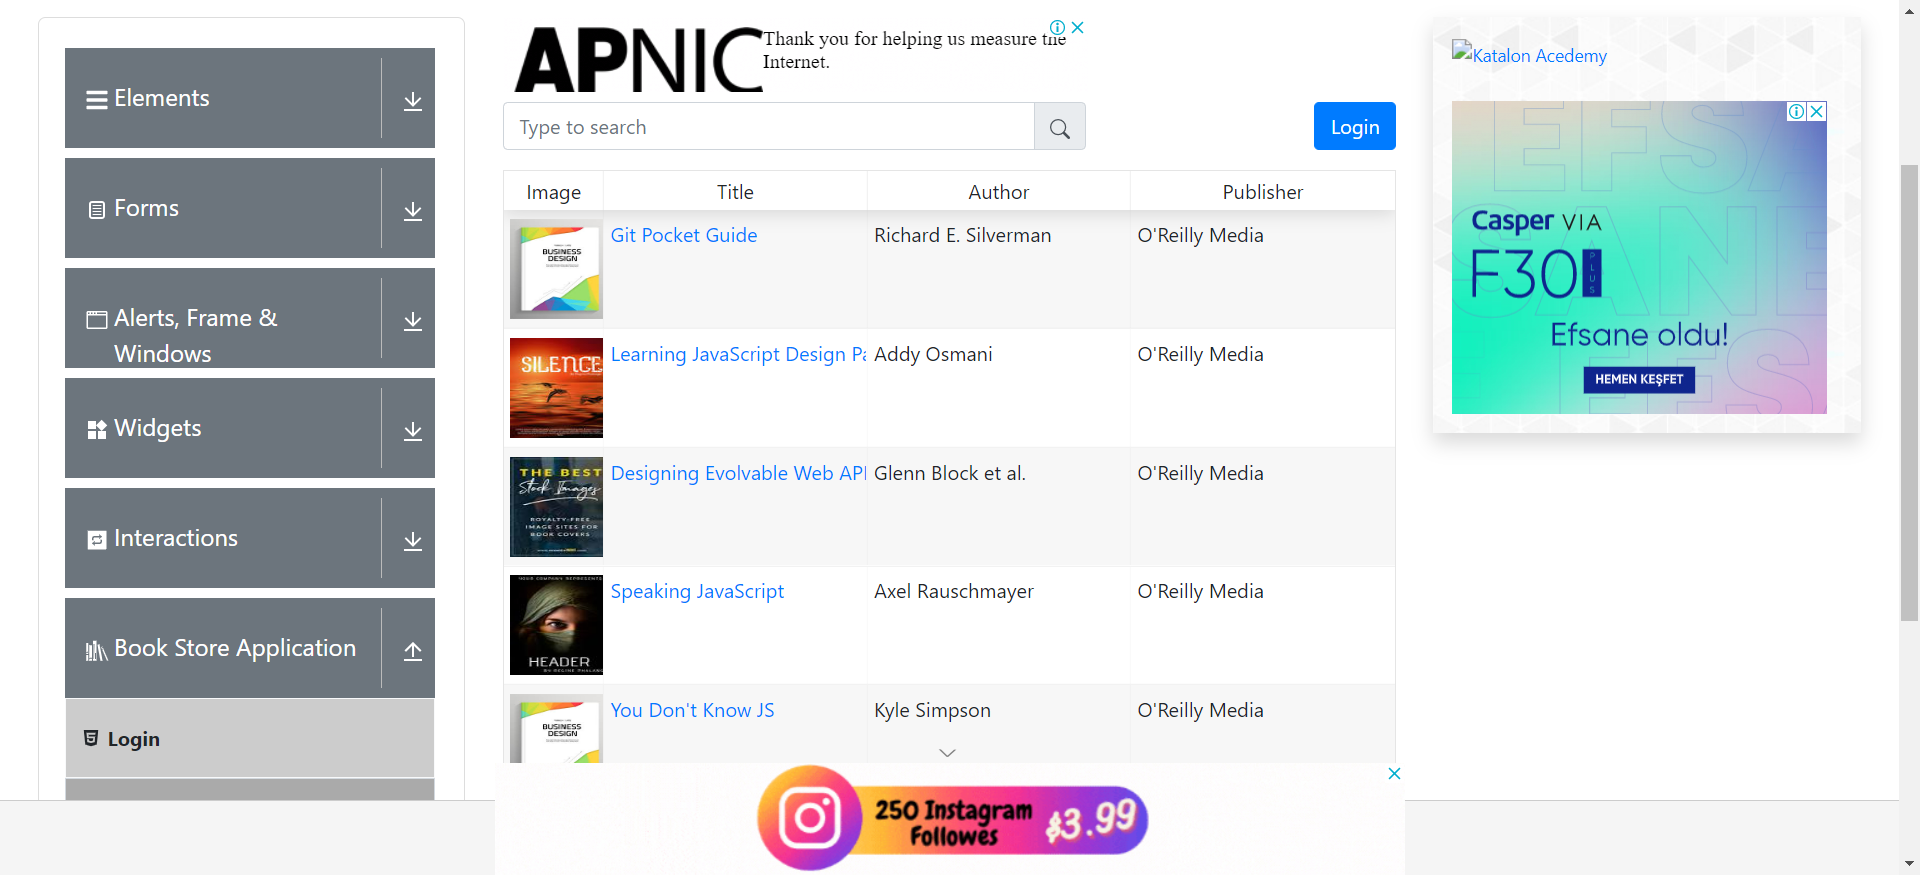 Elements
Forms
Alerts, Frame &
Windows
Widgets
Interactions
Book Store Application
Login
APNIC
Thank you for helping us measure the
Internet.
Type to search
Login
Image Title Author Publisher
BUSINESS
DESIGN
Git Pocket Guide Richard E. Silverman O'Reilly Media
SILENCE
Learning JavaScript Design Pa Addy Osmani O'Reilly Media
THE BEST
Stock Images
ROYALTY-FREE
IMAGE SITES FOR
BOOK COVERS
Designing Evolvable Web API Glenn Block et al. O'Reilly Media
YOUR COMPANY REPRESENTS
HEADER
Speaking JavaScript Axel Rauschmayer O'Reilly Media
BUSINESS
DESIGN
You Don't Know JS Kyle Simpson O'Reilly Media
250 Instagram
Followes
$3.99
Katalon Acedemy
EFSA
SANE
Casper VIA
F30 PLUS
Efsane oldu!
HEMEN KEŞFET